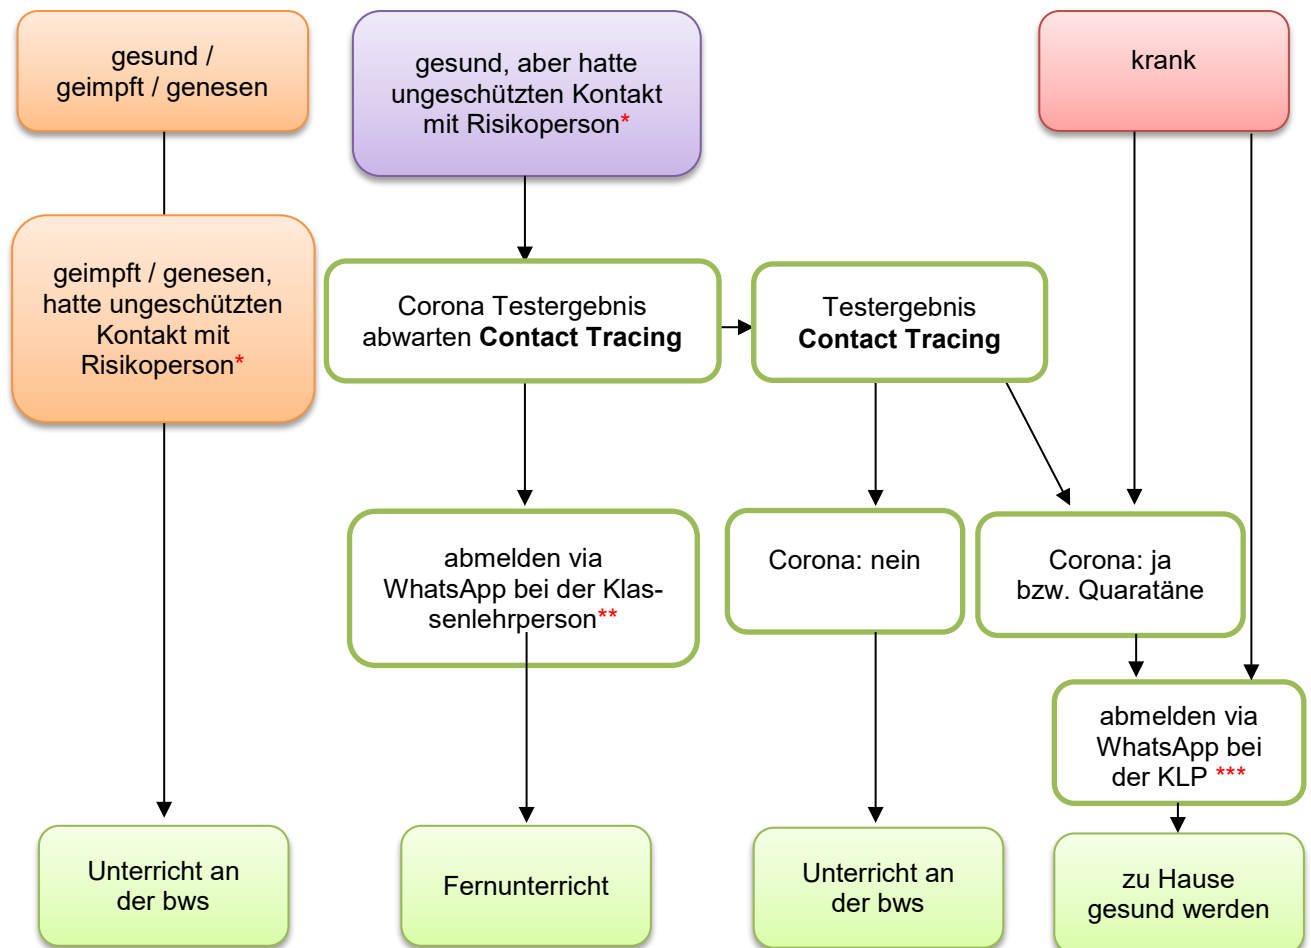 gesund /
geimpft / genesen
gesund, aber hatte
ungeschützten Kontakt
mit Risikoperson*
krank
geimpft / genesen,
hatte ungeschützten
Kontakt mit
Risikoperson*
Corona Testergebnis
abwarten Contact Tracing
Testergebnis
Contact Tracing
abmelden via
WhatsApp bei der Klas-
senlehrperson**
Corona: nein
Corona: ja
bzw. Quaratäne
abmelden via
WhatsApp bei
der KLP ***
Unterricht an
der bws
Fernunterricht
Unterricht an
der bws
zu Hause
gesund werden